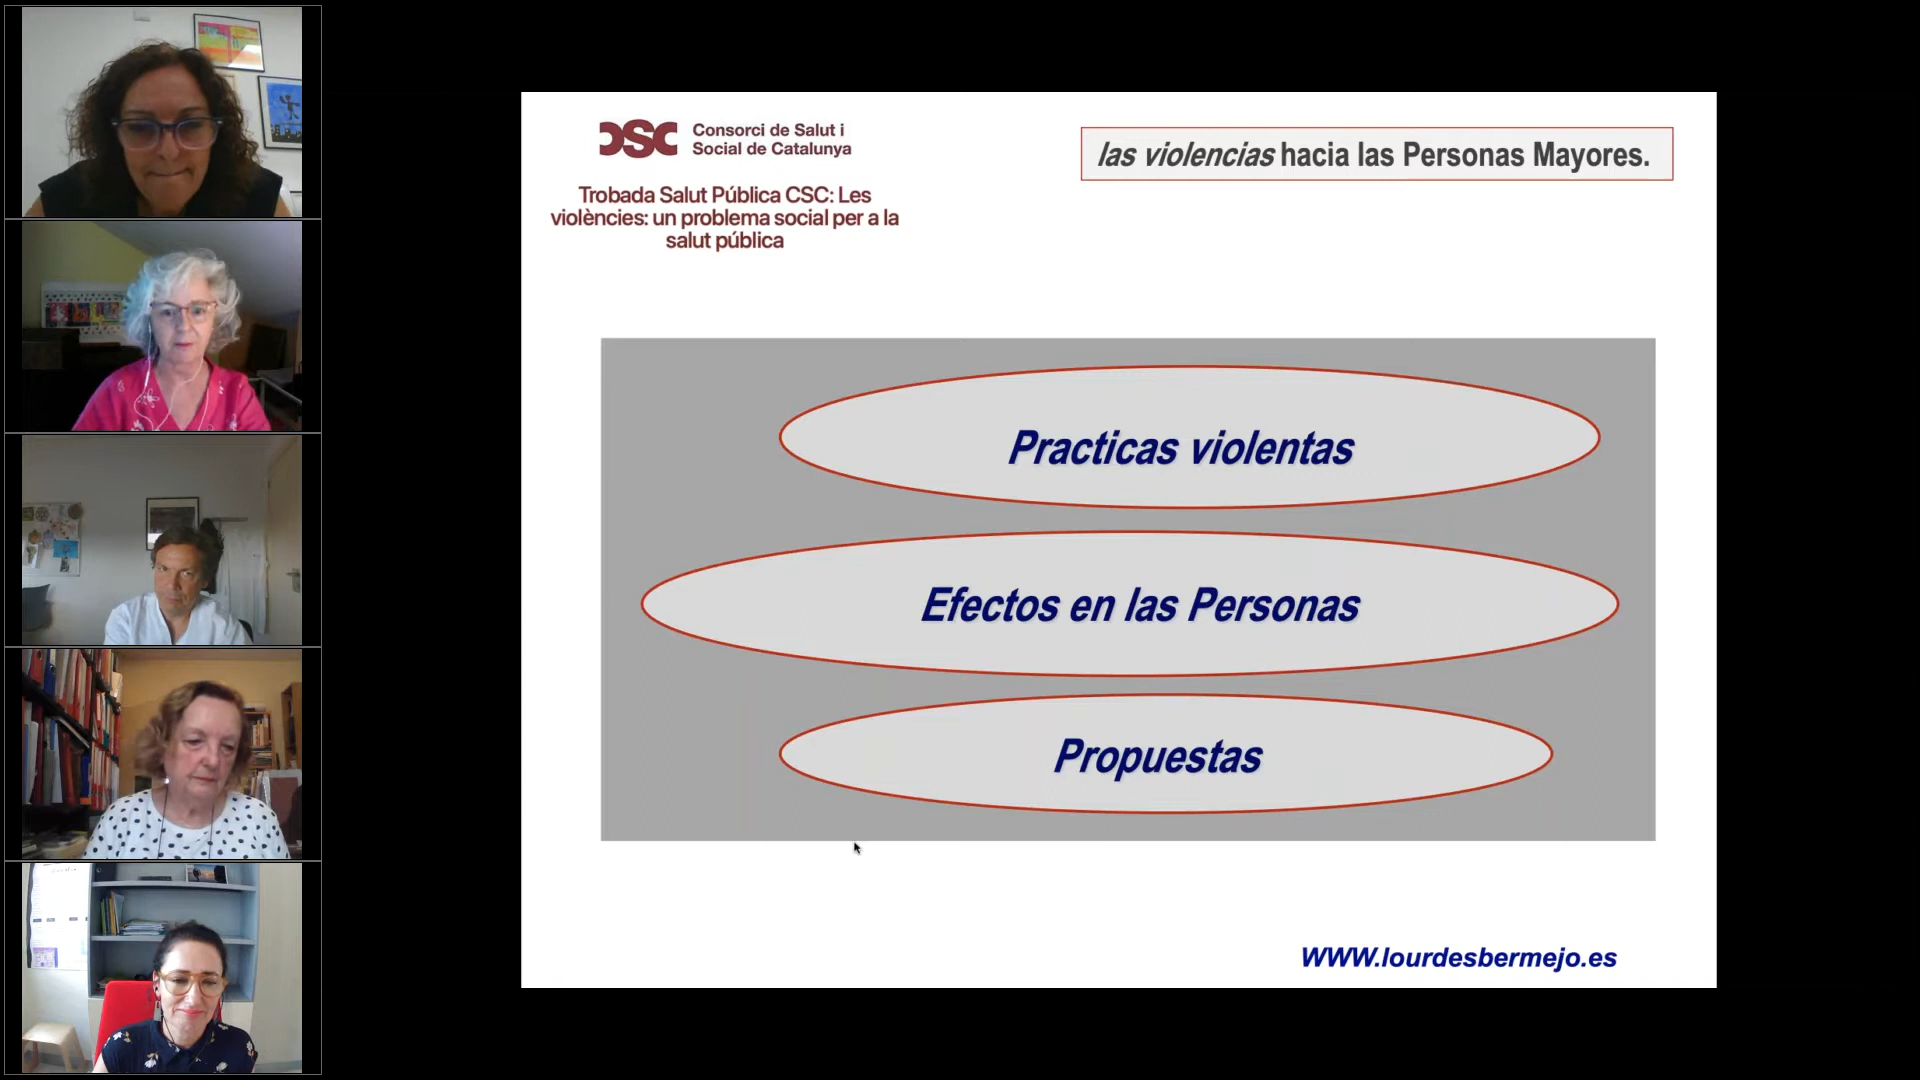 CSC
Consorci de Salut i
Social de Catalunya
las violencias hacia las Personas Mayores.
Trobada Salut Pública CSC: Les
violències: un problema social per a la
salut pública
Practicas violentas
Efectos en las Personas
Propuestas
WWW.lourdesbermejo.es